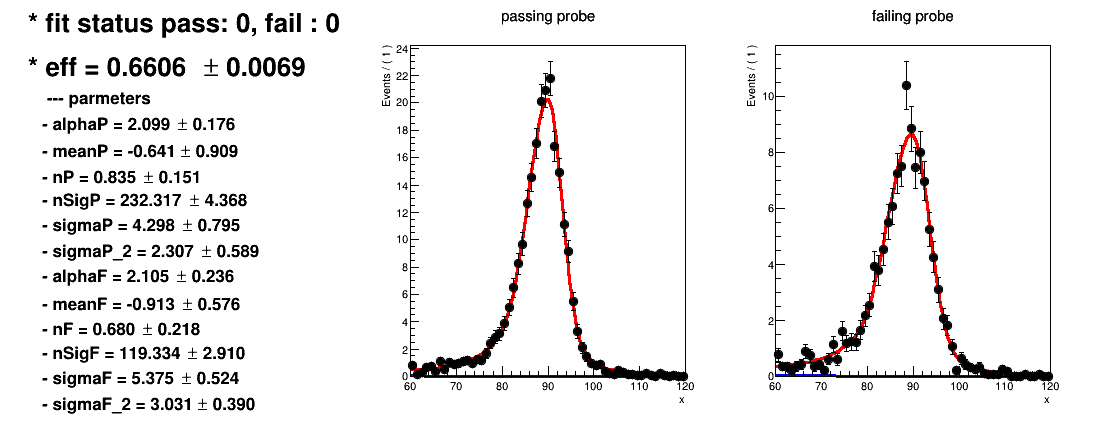 * fit status pass: 0, fail : 0
* eff = 0.6606 ± 0.0069
--- parmeters
- alphaP = 2.099 ± 0.176
- meanP = -0.641 ± 0.909
- nP = 0.835 ± 0.151
- nSigP = 232.317 ± 4.368
- sigmaP = 4.298 ± 0.795
- sigmaP_2 = 2.307 ± 0.589
- alphaF = 2.105 ± 0.236
- meanF = -0.913 ± 0.576
- nF = 0.680 ± 0.218
- nSigF = 119.334 ± 2.910
- sigmaF = 5.375 ± 0.524
- sigmaF_2 = 3.031 ± 0.390
passing probe
Events / ( 1 )
24
22
20
18
16
14
12
10
8
6
4
2
0
60 70 80 90 100 110 120
x
failing probe
Events / ( 1 )
10
8
6
4
2
0
60 70 80 90 100 110 120
x